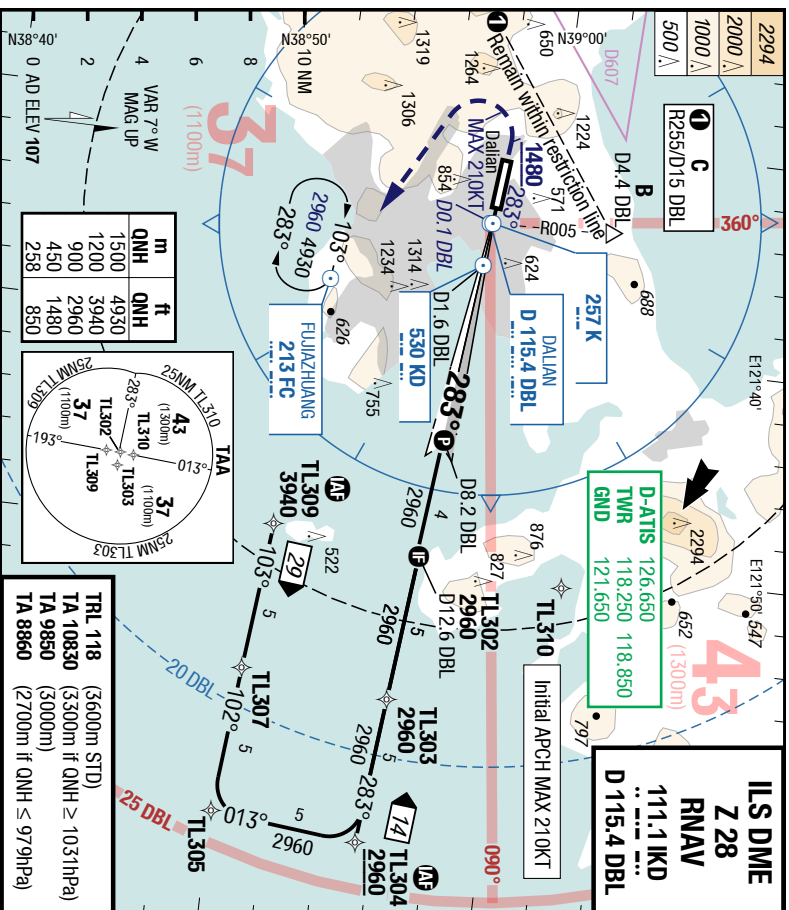 ILS DME
Z 28
RNAV
111.1 IKD
D 115.4 DBL
2294
2000
1000
500
❶ C
R255/D15 DBL
❶ Remain within restriction line
D607
D4.4 DBL
B
360°
R005
N39°00'
N38°50'
N38°40'
E121°40'
E121°50'
650
1264
1319
1306
1224
571
624
688
854
1314
1234
626
755
522
876
827
2294
652
547
797
Dalian
MAX 210KT
1480
283°
D0.1 DBL
D1.6 DBL
257 K
DALIAN
D 115.4 DBL
530 KD
FUJIAZHUANG
213 FC
103°
2960 4930
283°
37
(1100m)
43
(1300m)
D-ATIS 126.650
TWR 118.250 118.850
GND 121.650
Initial APCH MAX 210KT
283°
P
D8.2 DBL
4
2960
IF
D12.6 DBL
TL302
2960
TL310
5
2960
TL303
2960
5
2960
283°
14
IAF
TL304
2960
090°
IAF
TL309
3940
29
103°
5
TL307
102°
5
TL305
013°
5
2960
20 DBL
25 DBL
10 NM
8
6
4
2
0
VAR 7° W
MAG UP
AD ELEV 107
m ft
QNH QNH
1500 4930
1200 3940
900 2960
450 1480
258 850
TAA
25NM TL310
25NM TL309
25NM TL303
43
(1300m)
37
(1100m)
37
(1100m)
283°
193°
013°
TL310
TL302
TL303
TL309
TRL 118 (3600m STD)
TA 10830 (3300m if QNH ≥ 1031hPa)
TA 9850 (3000m)
TA 8860 (2700m if QNH ≤ 979hPa)